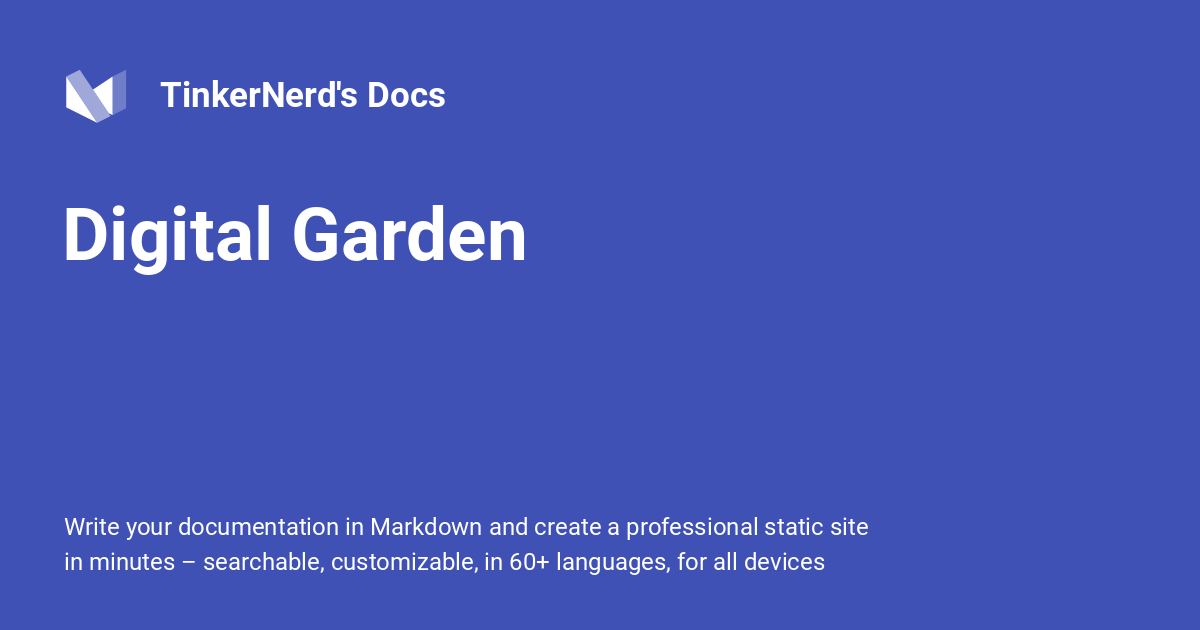 TinkerNerd's Docs
Digital Garden
Write your documentation in Markdown and create a professional static site
in minutes – searchable, customizable, in 60+ languages, for all devices